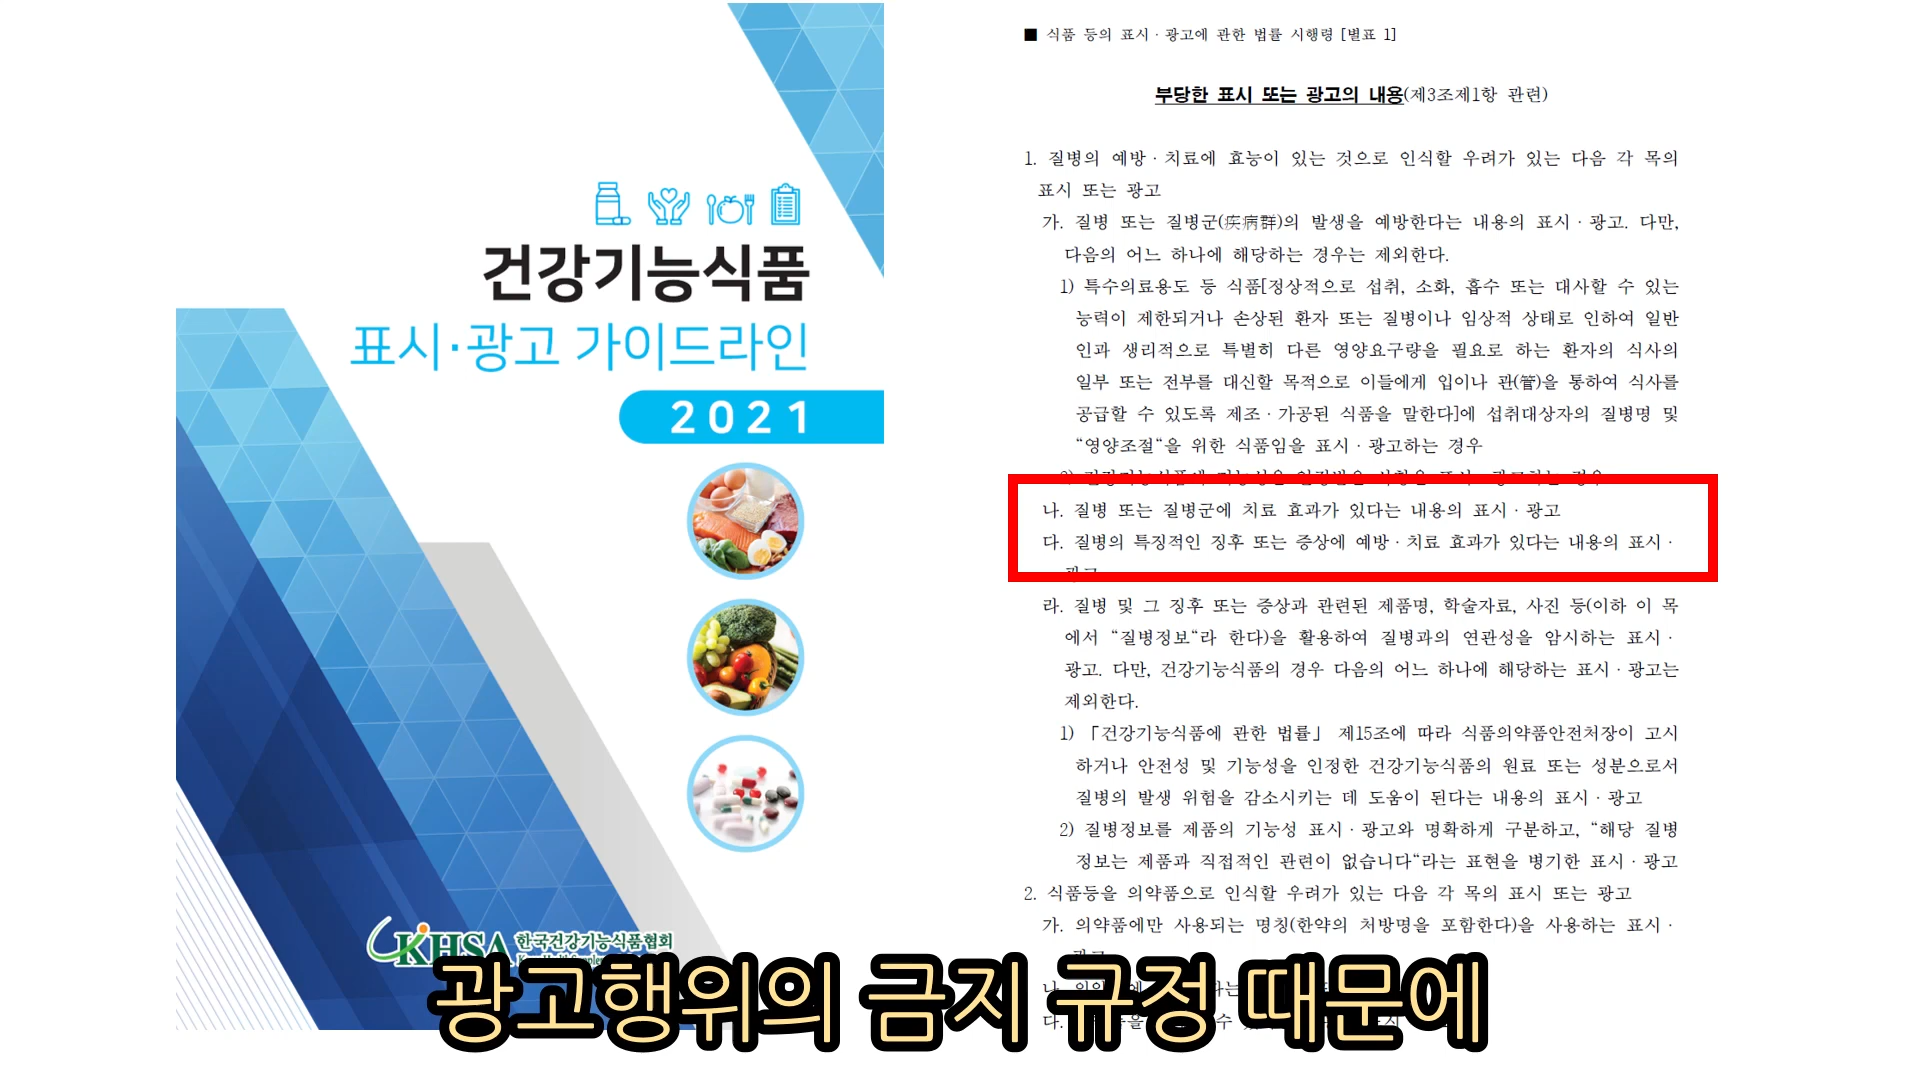 건강기능식품
표시·광고 가이드라인
2021
KHSA 한국건강기능식품협회
■ 식품 등의 표시·광고에 관한 법률 시행령 [별표 1]
부당한 표시 또는 광고의 내용(제3조제1항 관련)
1. 질병의 예방·치료에 효능이 있는 것으로 인식할 우려가 있는 다음 각 목의
표시 또는 광고
가. 질병 또는 질병군(疾病群)의 발생을 예방한다는 내용의 표시·광고. 다만,
다음의 어느 하나에 해당하는 경우는 제외한다.
1) 특수의료용도 등 식품[정상적으로 섭취, 소화, 흡수 또는 대사할 수 있는
능력이 제한되거나 손상된 환자 또는 질병이나 임상적 상태로 인하여 일반
인과 생리적으로 특별히 다른 영양요구량을 필요로 하는 환자의 식사의
일부 또는 전부를 대신할 목적으로 이들에게 입이나 관(管)을 통하여 식사를
공급할 수 있도록 제조·가공된 식품을 말한다]에 섭취대상자의 질병명 및
“영양조절“을 위한 식품임을 표시·광고하는 경우
나. 질병 또는 질병군에 치료 효과가 있다는 내용의 표시·광고
다. 질병의 특징적인 징후 또는 증상에 예방·치료 효과가 있다는 내용의 표시·
광고
라. 질병 및 그 징후 또는 증상과 관련된 제품명, 학술자료, 사진 등(이하 이 목
에서 “질병정보“라 한다)을 활용하여 질병과의 연관성을 암시하는 표시·
광고. 다만, 건강기능식품의 경우 다음의 어느 하나에 해당하는 표시·광고는
제외한다.
1) 「건강기능식품에 관한 법률」 제15조에 따라 식품의약품안전처장이 고시
하거나 안전성 및 기능성을 인정한 건강기능식품의 원료 또는 성분으로서
질병의 발생 위험을 감소시키는 데 도움이 된다는 내용의 표시·광고
2) 질병정보를 제품의 기능성 표시·광고와 명확하게 구분하고, “해당 질병
정보는 제품과 직접적인 관련이 없습니다“라는 표현을 병기한 표시·광고
2. 식품등을 의약품으로 인식할 우려가 있는 다음 각 목의 표시 또는 광고
가. 의약품에만 사용되는 명칭(한약의 처방명을 포함한다)을 사용하는 표시·
광고
나.
다.
광고행위의 금지 규정 때문에